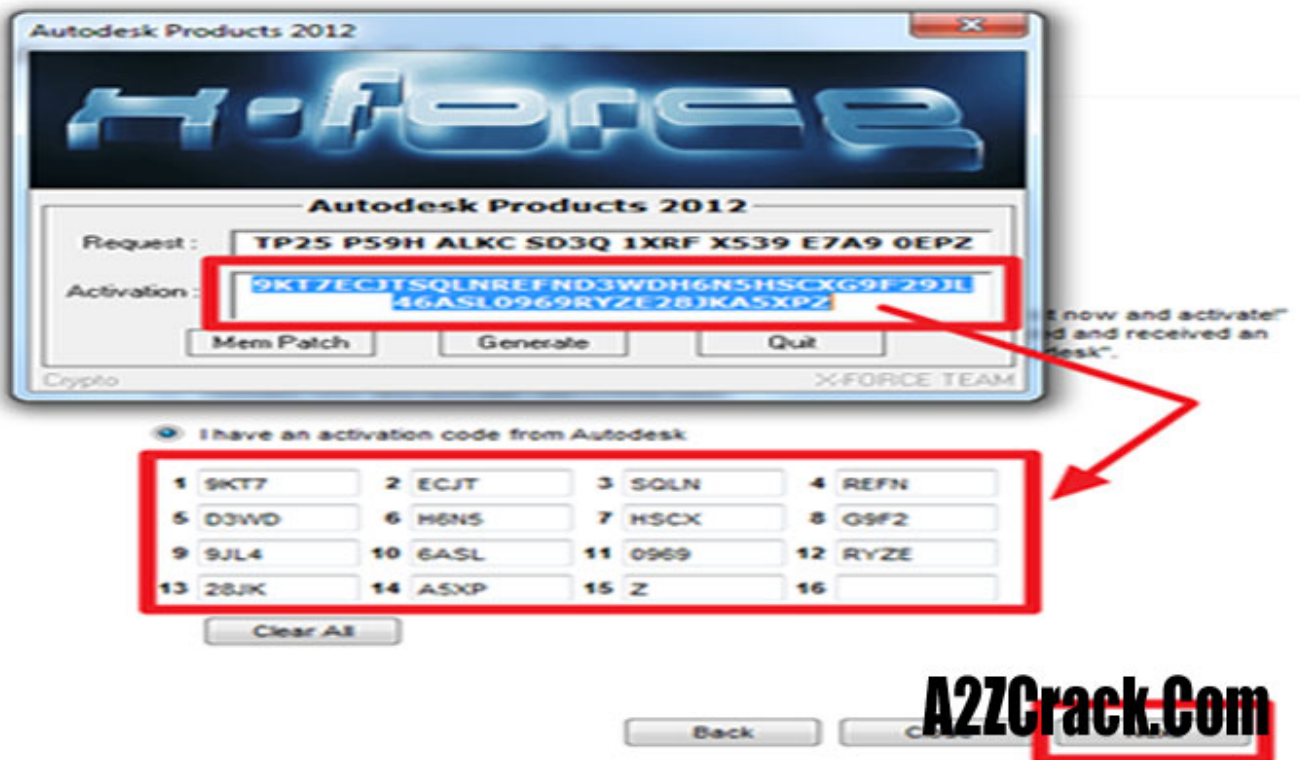 Autodesk Products 2012
X-force
Autodesk Products 2012
Request :
TP25 P59H ALKC SD3Q 1XRF X539 E7A9 0EPZ
Activation :
9KT7ECJTSQLNREFND3WDH6N5HSCXG9F29JL
46ASL0969RYZE28JKA5XPZ
Mem Patch
Generate
Quit
Crypto
X-FORCE TEAM
t now and activate!"
ed and received an
desk".
I have an activation code from Autodesk
1 9KT7 2 ECJT 3 SQLN 4 REFN
5 D3WD 6 H6N5 7 HSCX 8 G9F2
9 9JL4 10 6ASL 11 0969 12 RYZE
13 28JK 14 A5XP 15 Z 16
Clear All
A2ZCrack.Com
Back